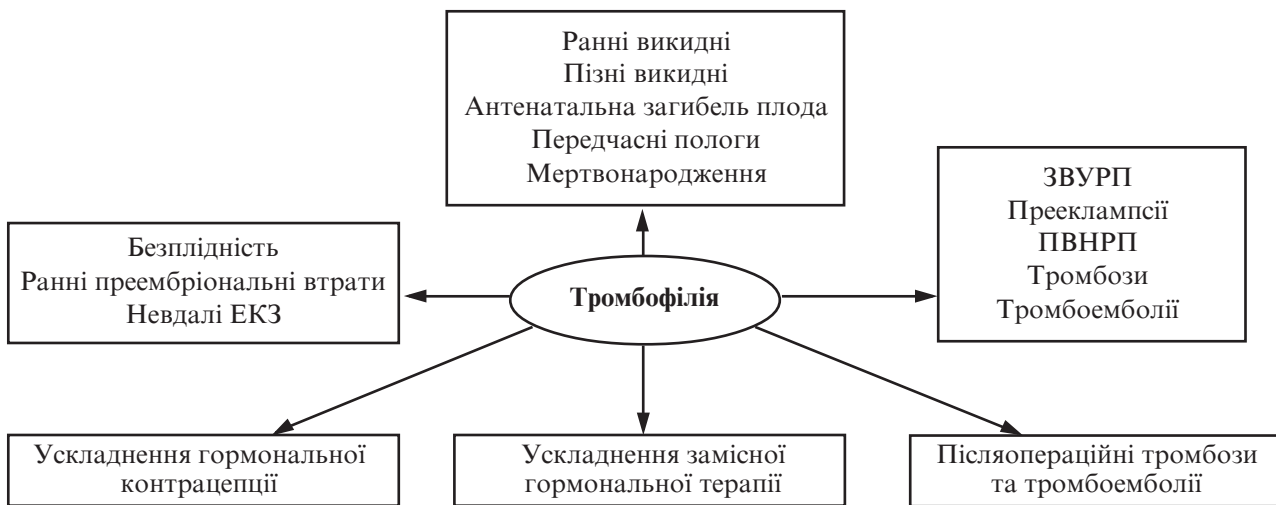 Ранні викидні
Пізні викидні
Антенатальна загибель плода
Передчасні пологи
Мертвонародження
Безплідність
Ранні преембріональні втрати
Невдалі ЕКЗ
Тромбофілія
ЗВУРП
Прееклампсії
ПВНРП
Тромбози
Тромбоемболії
Ускладнення гормональної
контрацепції
Ускладнення замісної
гормональної терапії
Післяопераційні тромбози
та тромбоемболії